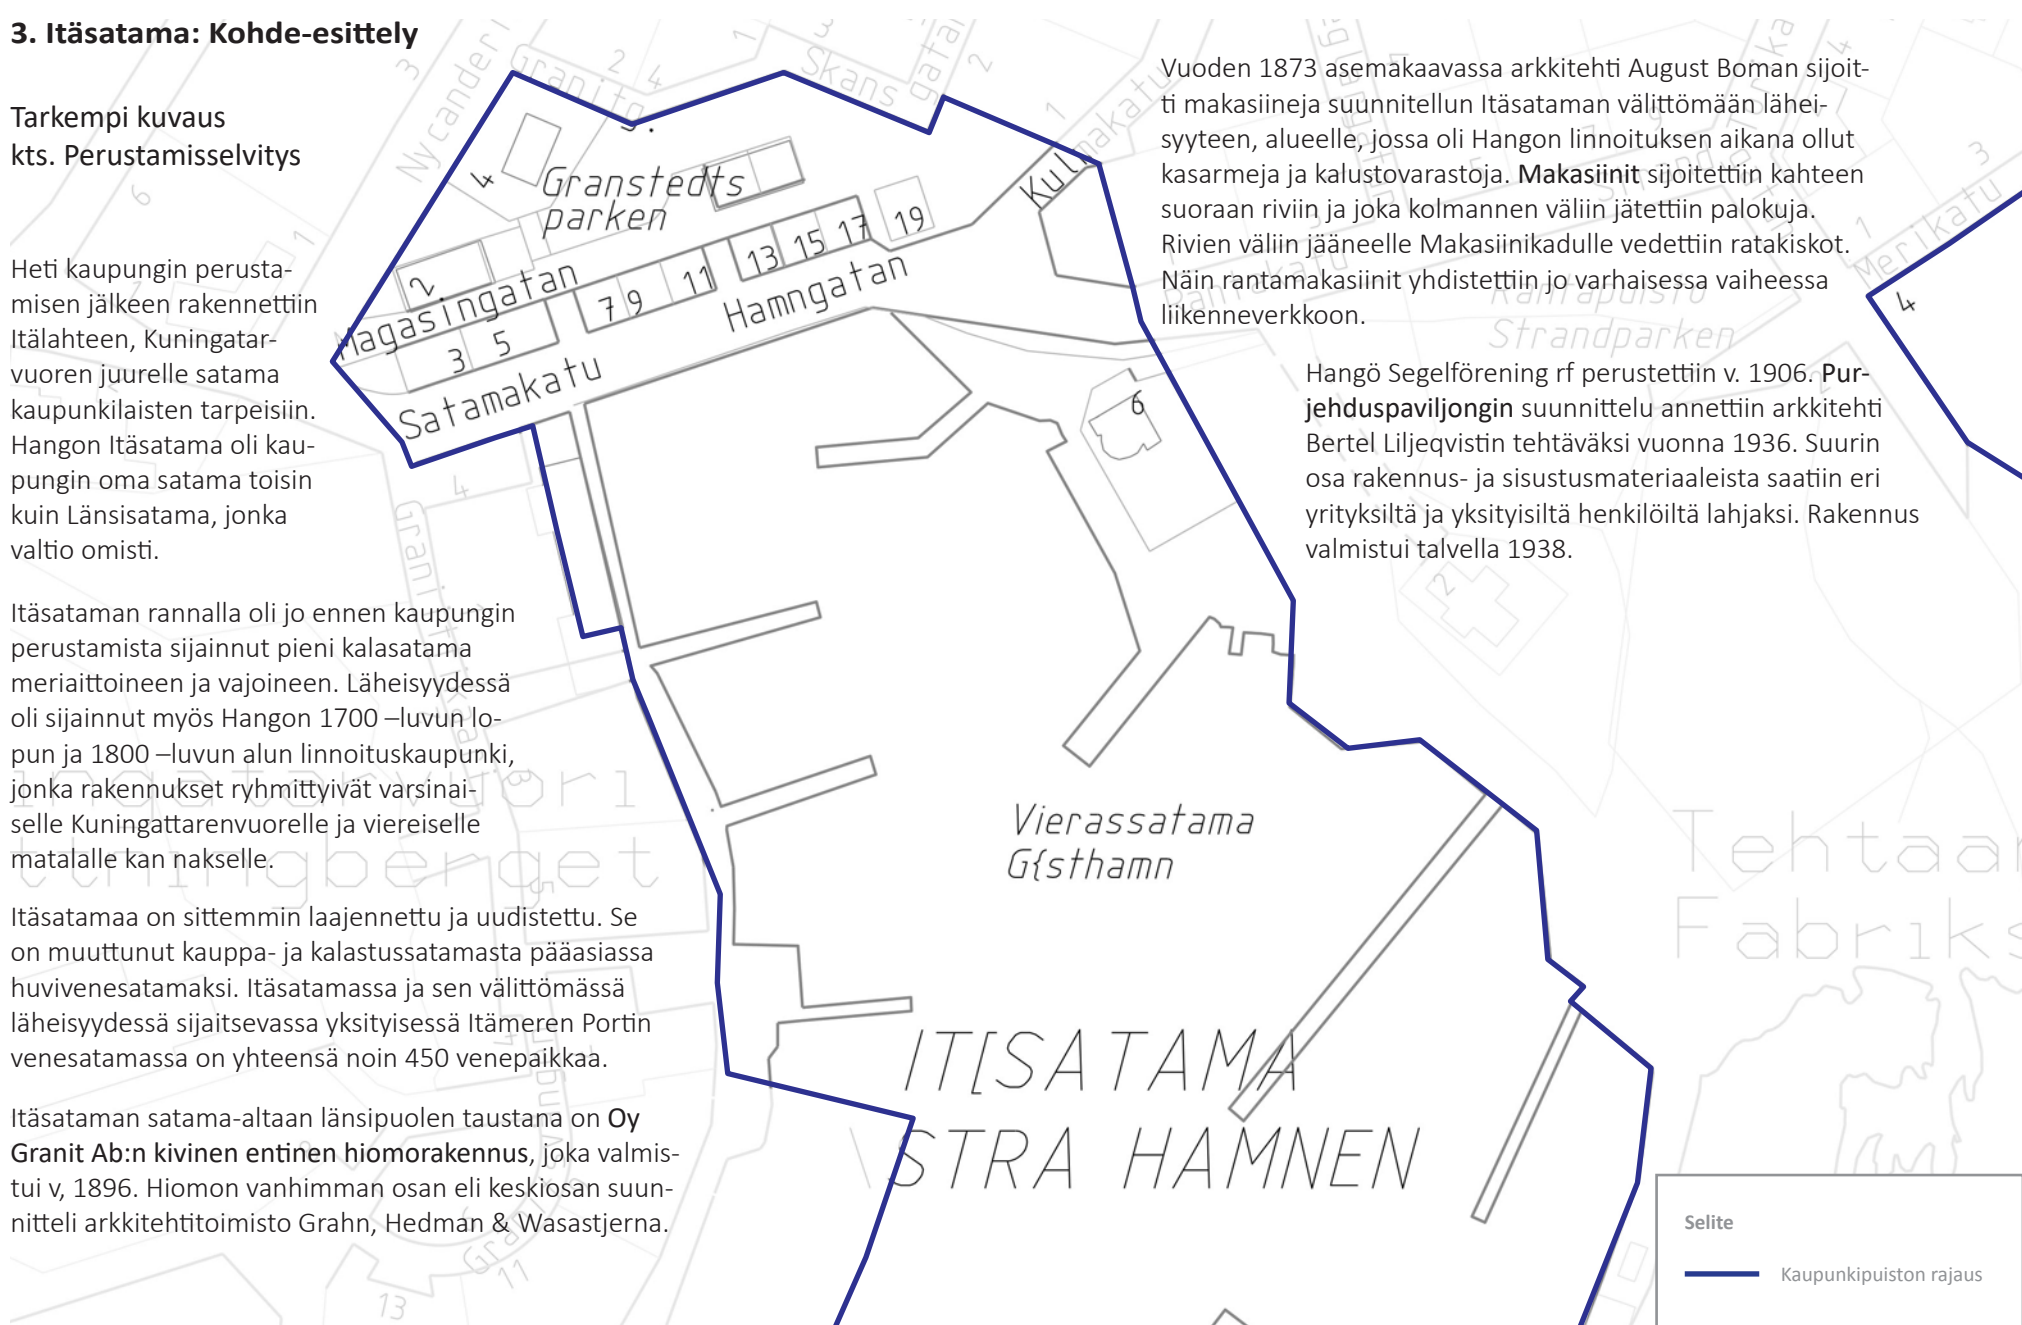 3. Itäsatama: Kohde-esittely
Tarkempi kuvaus
kts. Perustamisselvitys
Heti kaupungin perusta-
misen jälkeen rakennettiin
Itälahteen, Kuningatar-
vuoren juurelle satama
kaupunkilaisten tarpeisiin.
Hangon Itäsatama oli kau-
pungin oma satama toisin
kuin Länsisatama, jonka
valtio omisti.
Itäsataman rannalla oli jo ennen kaupungin
perustamista sijainnut pieni kalasatama
meriaittoineen ja vajoineen. Läheisyydessä
oli sijainnut myös Hangon 1700 –luvun lo-
pun ja 1800 –luvun alun linnoituskaupunki,
jonka rakennukset ryhmittyivät varsinai-
selle Kuningattarenvuorelle ja viereiselle
matalalle kan nakselle.
Itäsatamaa on sittemmin laajennettu ja uudistettu. Se
on muuttunut kauppa- ja kalastussatamasta pääasiassa
huvivenesatamaksi. Itäsatamassa ja sen välittömässä
läheisyydessä sijaitsevassa yksityisessä Itämeren Portin
venesatamassa on yhteensä noin 450 venepaikkaa.
Itäsataman satama-altaan länsipuolen taustana on Oy
Granit Ab:n kivinen entinen hiomorakennus, joka valmis-
tui v, 1896. Hiomon vanhimman osan eli keskiosan suun-
nitteli arkkitehtitoimisto Grahn, Hedman & Wasastjerna.
Vuoden 1873 asemakaavassa arkkitehti August Boman sijoit-
ti makasiineja suunnitellun Itäsataman välittömään lähei-
syyteen, alueelle, jossa oli Hangon linnoituksen aikana ollut
kasarmeja ja kalustovarastoja. Makasiinit sijoitettiin kahteen
suoraan riviin ja joka kolmannen väliin jätettiin palokuja.
Rivien väliin jääneelle Makasiinikadulle vedettiin ratakiskot.
Näin rantamakasiinit yhdistettiin jo varhaisessa vaiheessa
liikenneverkkoon.
Hangö Segelförening rf perustettiin v. 1906. Pur-
jehduspaviljongin suunnittelu annettiin arkkitehti
Bertel Liljeqvistin tehtäväksi vuonna 1936. Suurin
osa rakennus- ja sisustusmateriaaleista saatiin eri
yrityksiltä ja yksityisiltä henkilöiltä lahjaksi. Rakennus
valmistui talvella 1938.
Granstedts
parken
4
2
Magasingatan
3 5 7 9 11 13 15 17 19
Hamngatan
Satamakatu
Kulmakatu
6
4
Vierassatama
G{sthamn
IT[SATAMA
\STRA HAMNEN
Skans
Merikatu
Rantapuisto
Strandparken
Tehtaan
Fabriks
Selite
Kaupunkipuiston rajaus